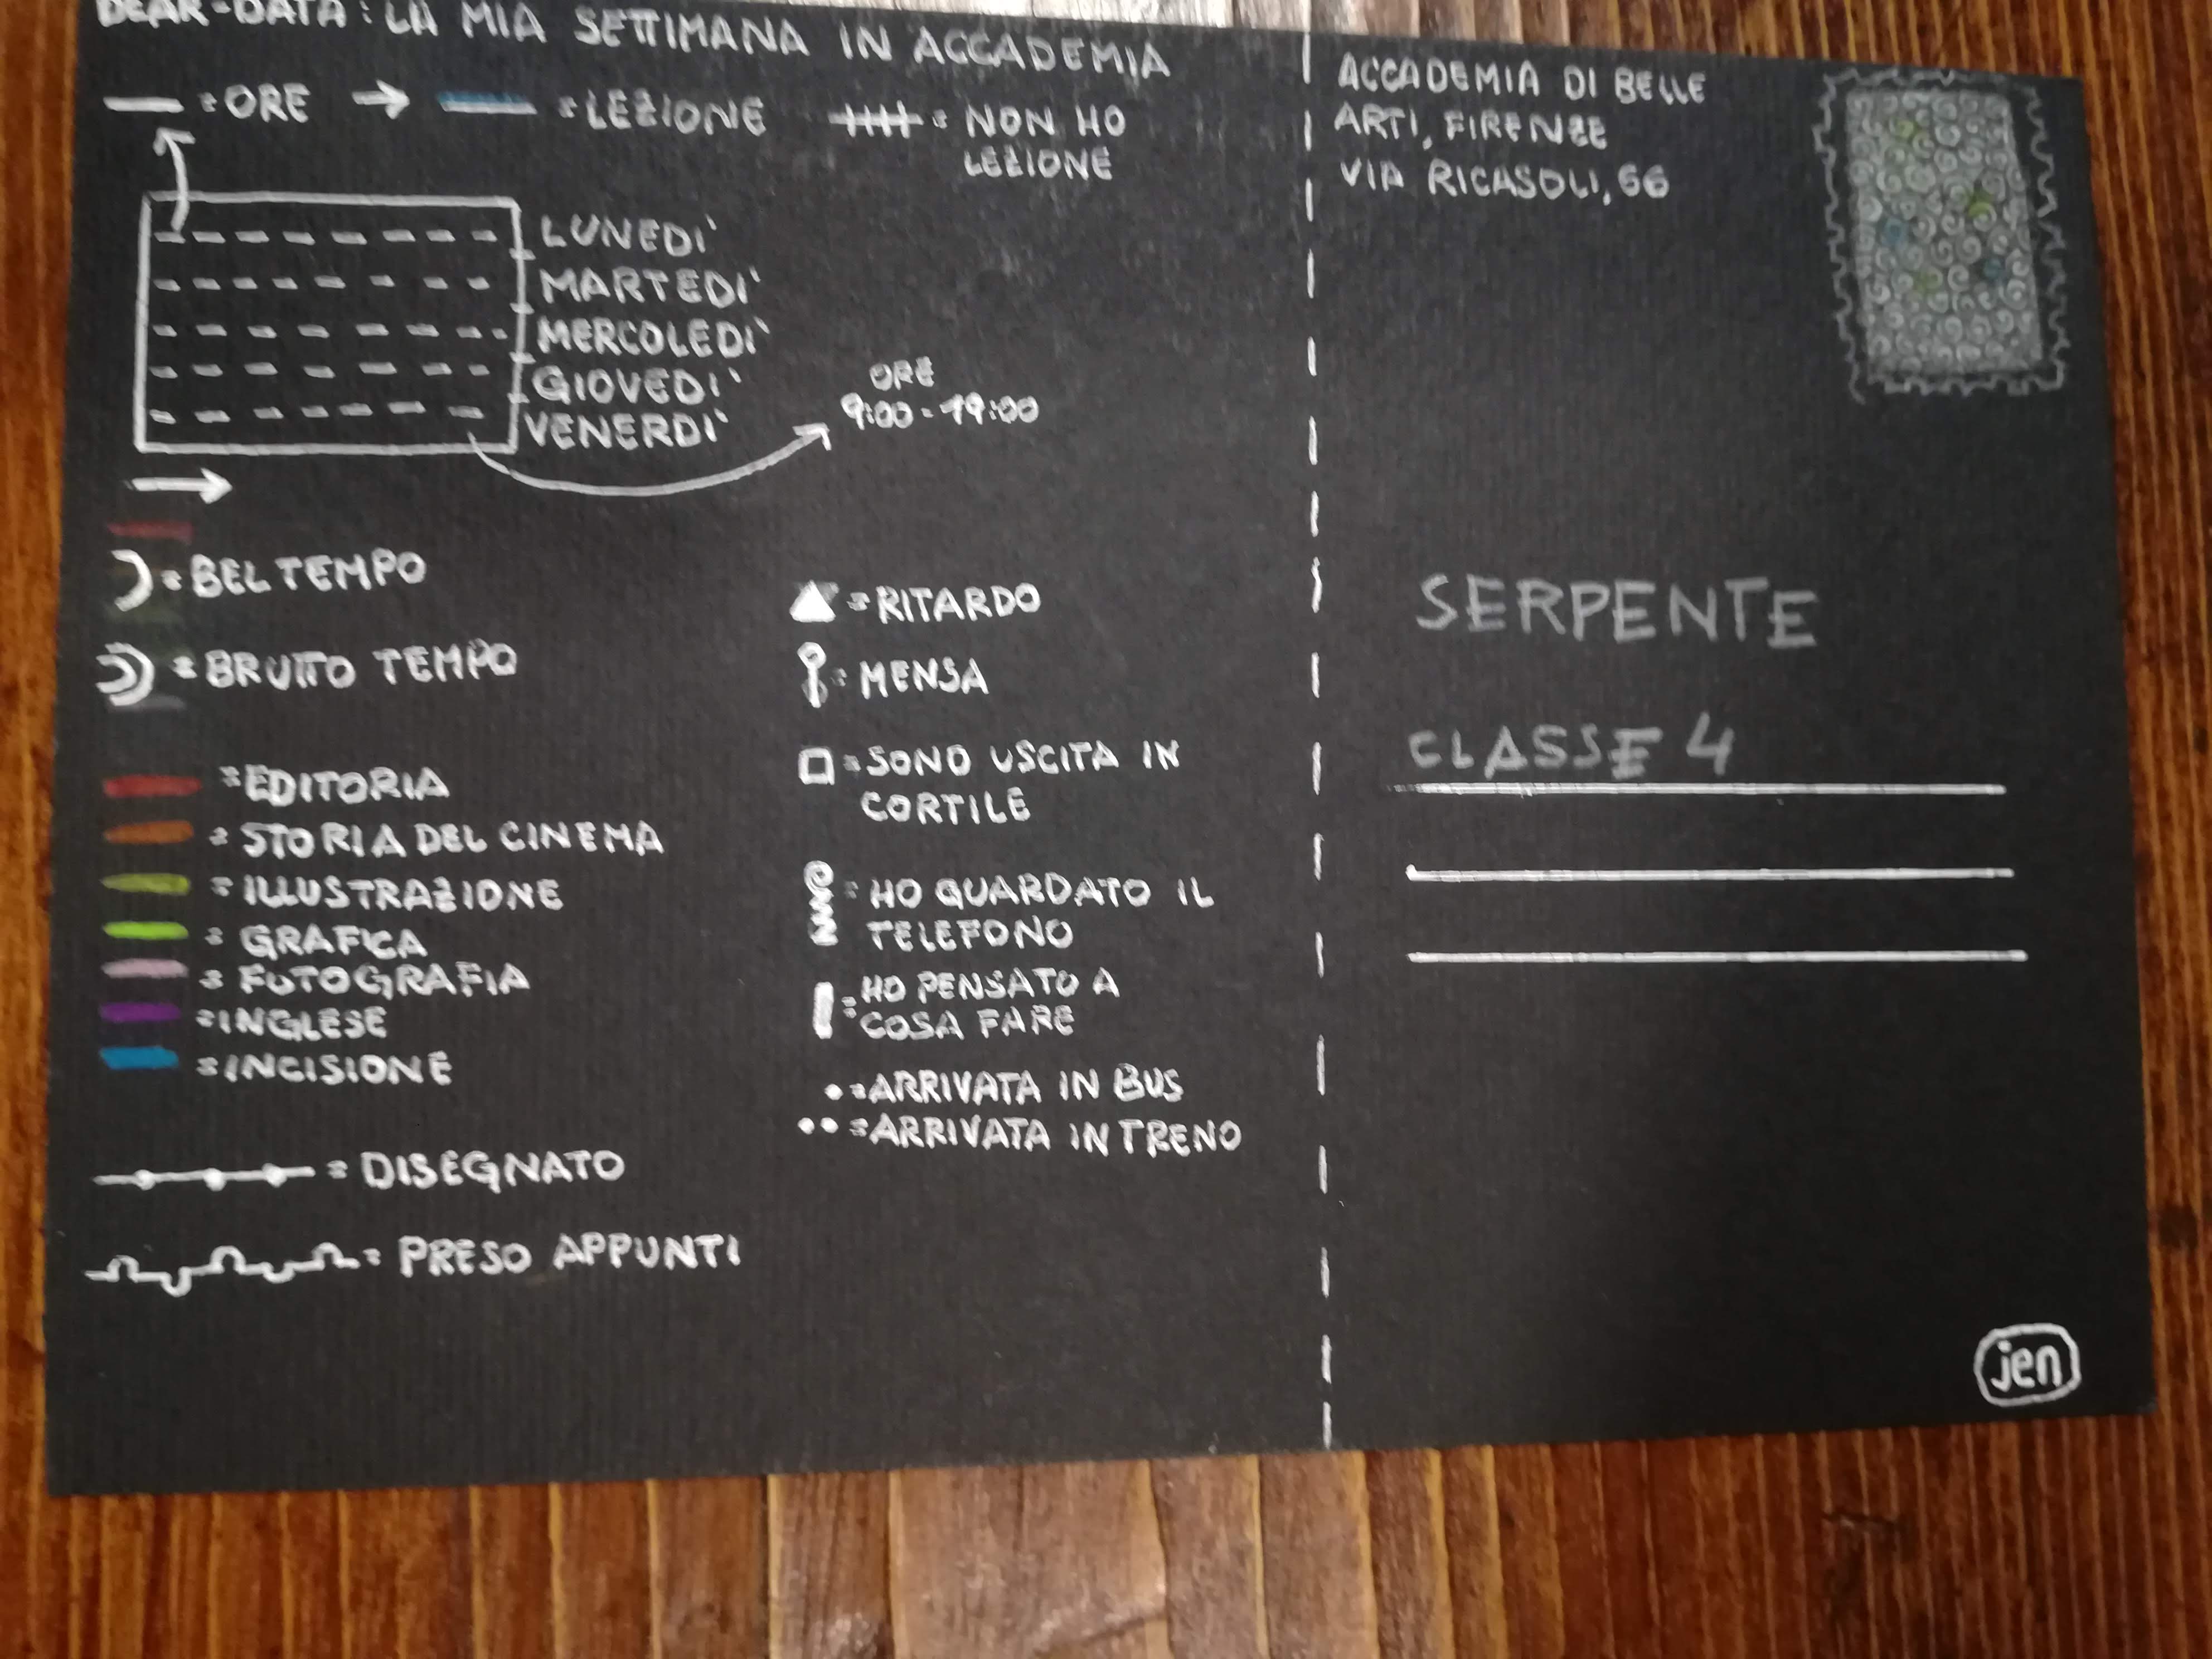 DEAR-DATA: LA MIA SETTIMANA IN ACCADEMIA
= ORE
= LEZIONE
= NON HO
LEZIONE
LUNEDI'
MARTEDI'
MERCOLEDI'
GIOVEDI'
VENERDI'
ORE
9:00-19:00
= BEL TEMPO
= BRUTTO TEMPO
= EDITORIA
= STORIA DEL CINEMA
= ILLUSTRAZIONE
= GRAFICA
= FOTOGRAFIA
= INGLESE
= INCISIONE
= DISEGNATO
= PRESO APPUNTI
= RITARDO
= MENSA
= SONO USCITA IN
CORTILE
= HO GUARDATO IL
TELEFONO
= HO PENSATO A
COSA FARE
= ARRIVATA IN BUS
= ARRIVATA IN TRENO
ACCADEMIA DI BELLE
ARTI, FIRENZE
VIA RICASOLI, 66
SERPENTE
CLASSE 4
jen